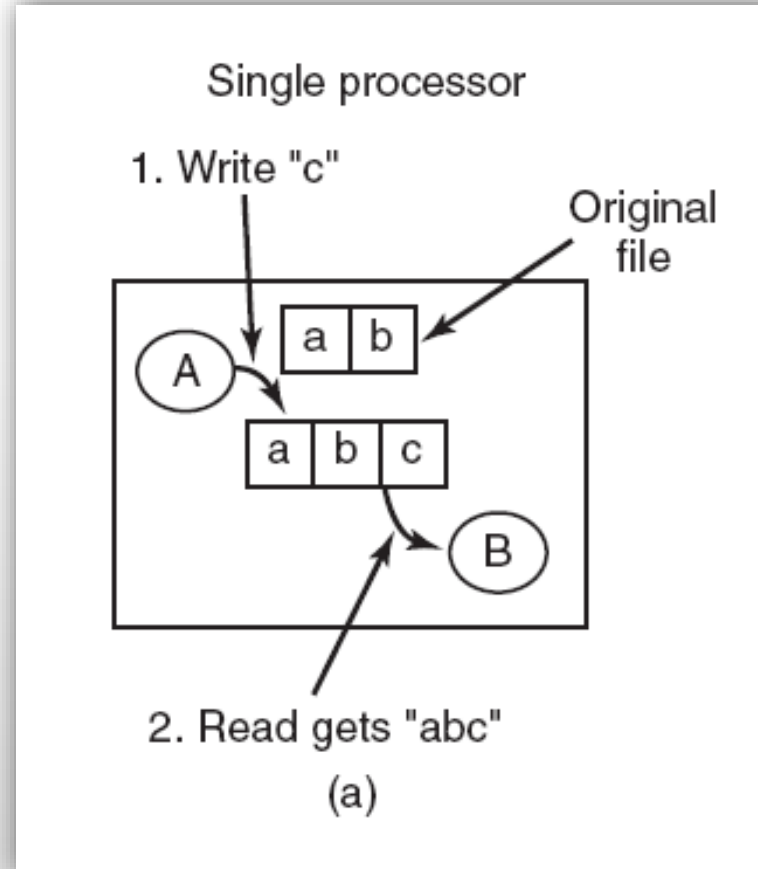 Single processor
1. Write "c"
Original
file
a b
A
a b c
B
2. Read gets "abc"
(a)